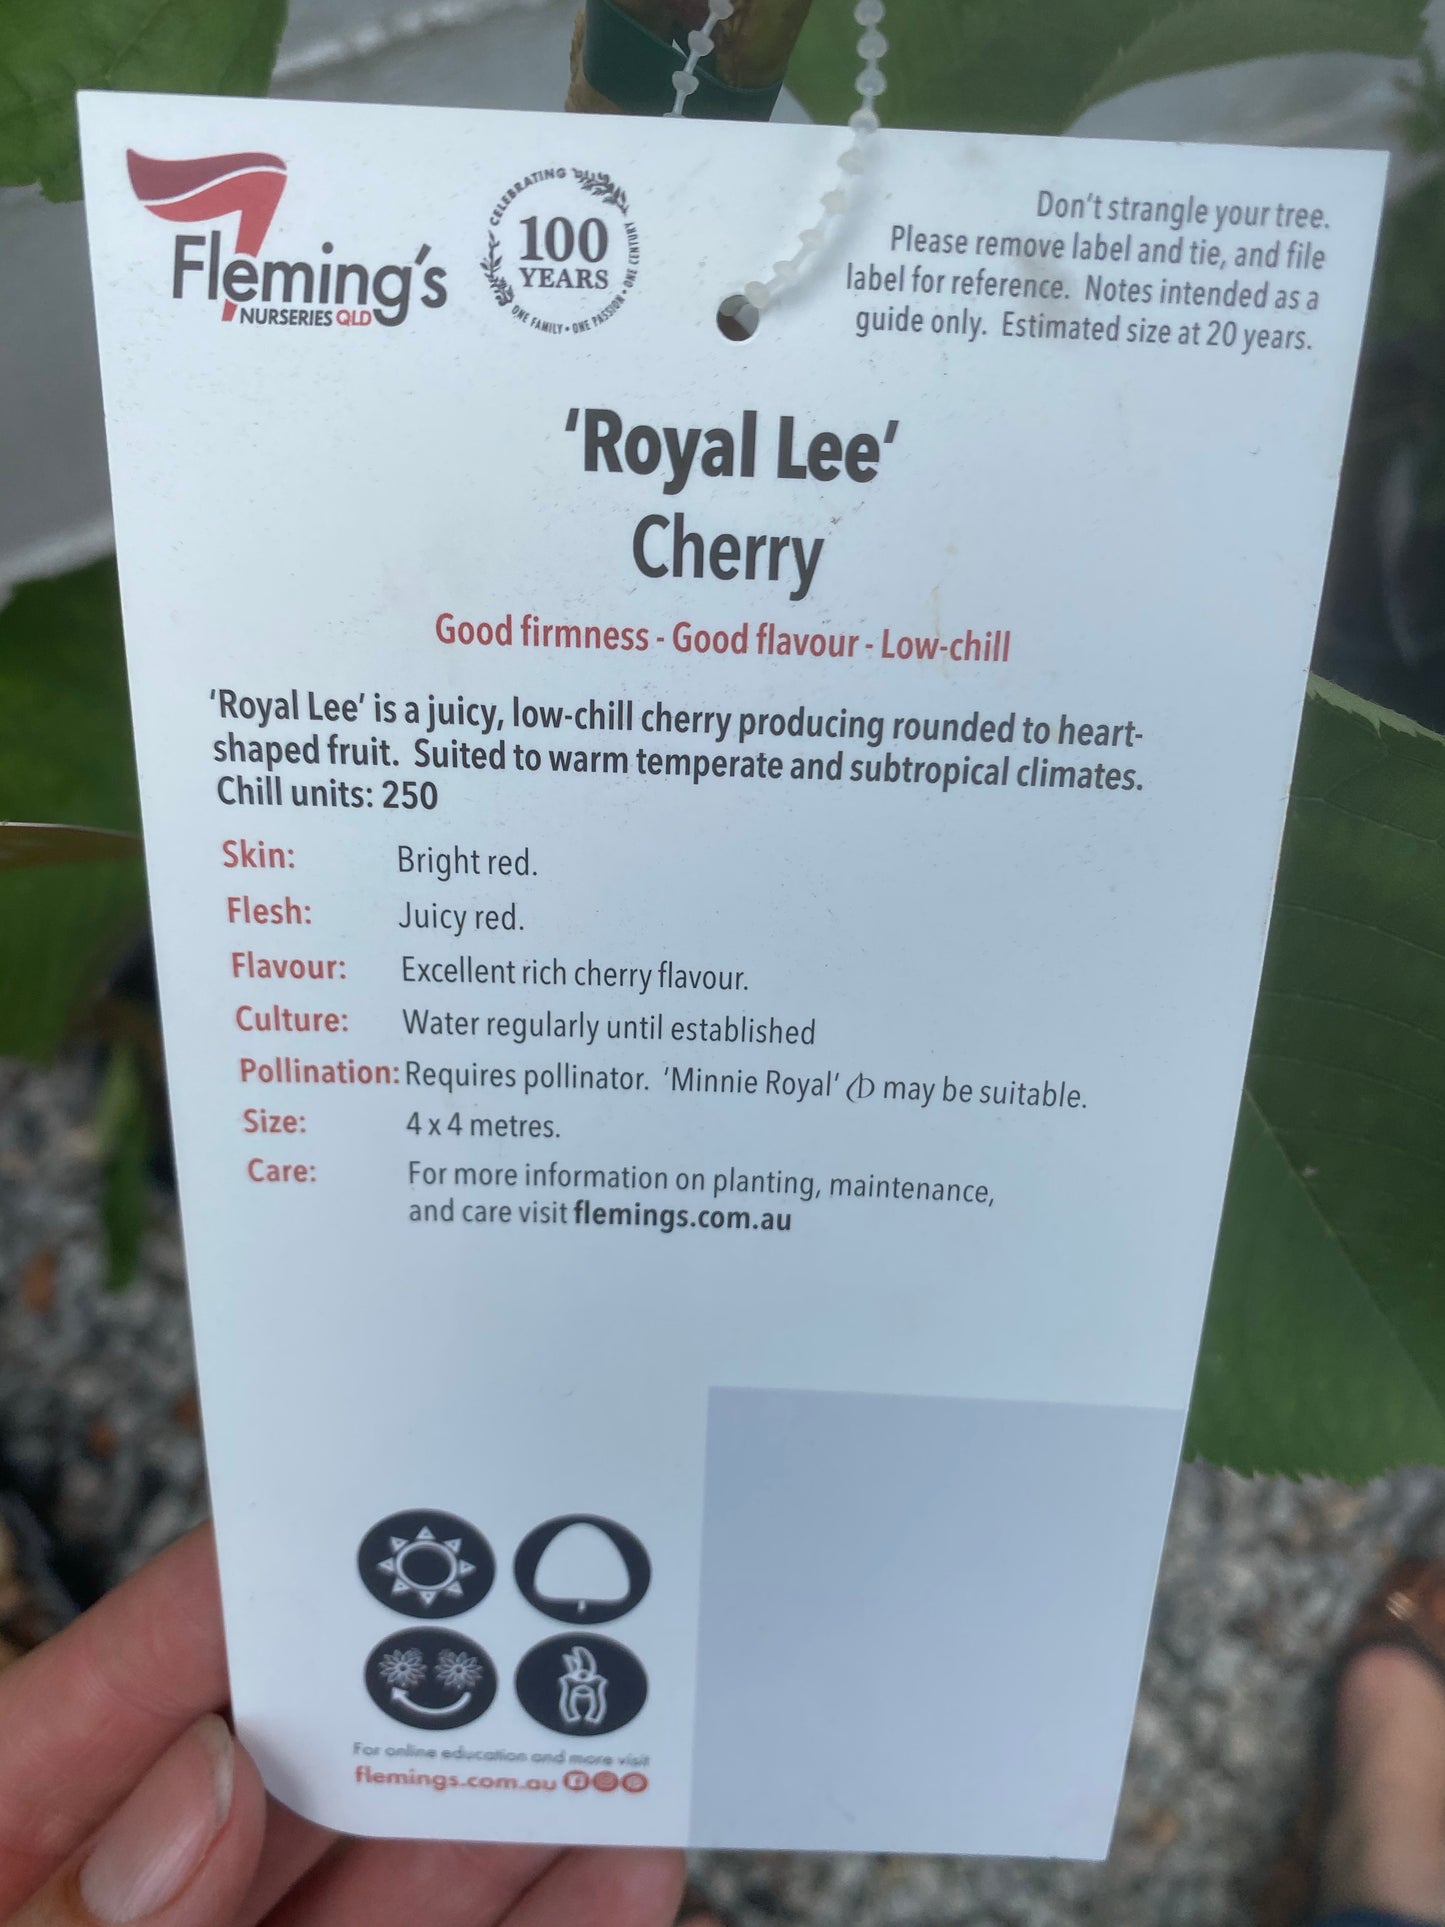 Fleming's
NURSERIES QLD
CELEBRATING
100
YEARS
ONE FAMILY • ONE PASSION • ONE CENTURY
Don't strangle your tree.
Please remove label and tie, and file
label for reference. Notes intended as a
guide only. Estimated size at 20 years.
'Royal Lee'
Cherry
Good firmness - Good flavour - Low-chill
'Royal Lee' is a juicy, low-chill cherry producing rounded to heart-
shaped fruit. Suited to warm temperate and subtropical climates.
Chill units: 250
Skin: Bright red.
Flesh: Juicy red.
Flavour: Excellent rich cherry flavour.
Culture: Water regularly until established
Pollination: Requires pollinator. 'Minnie Royal' may be suitable.
Size: 4 x 4 metres.
Care: For more information on planting, maintenance,
and care visit flemings.com.au
For online education and more visit
flemings.com.au